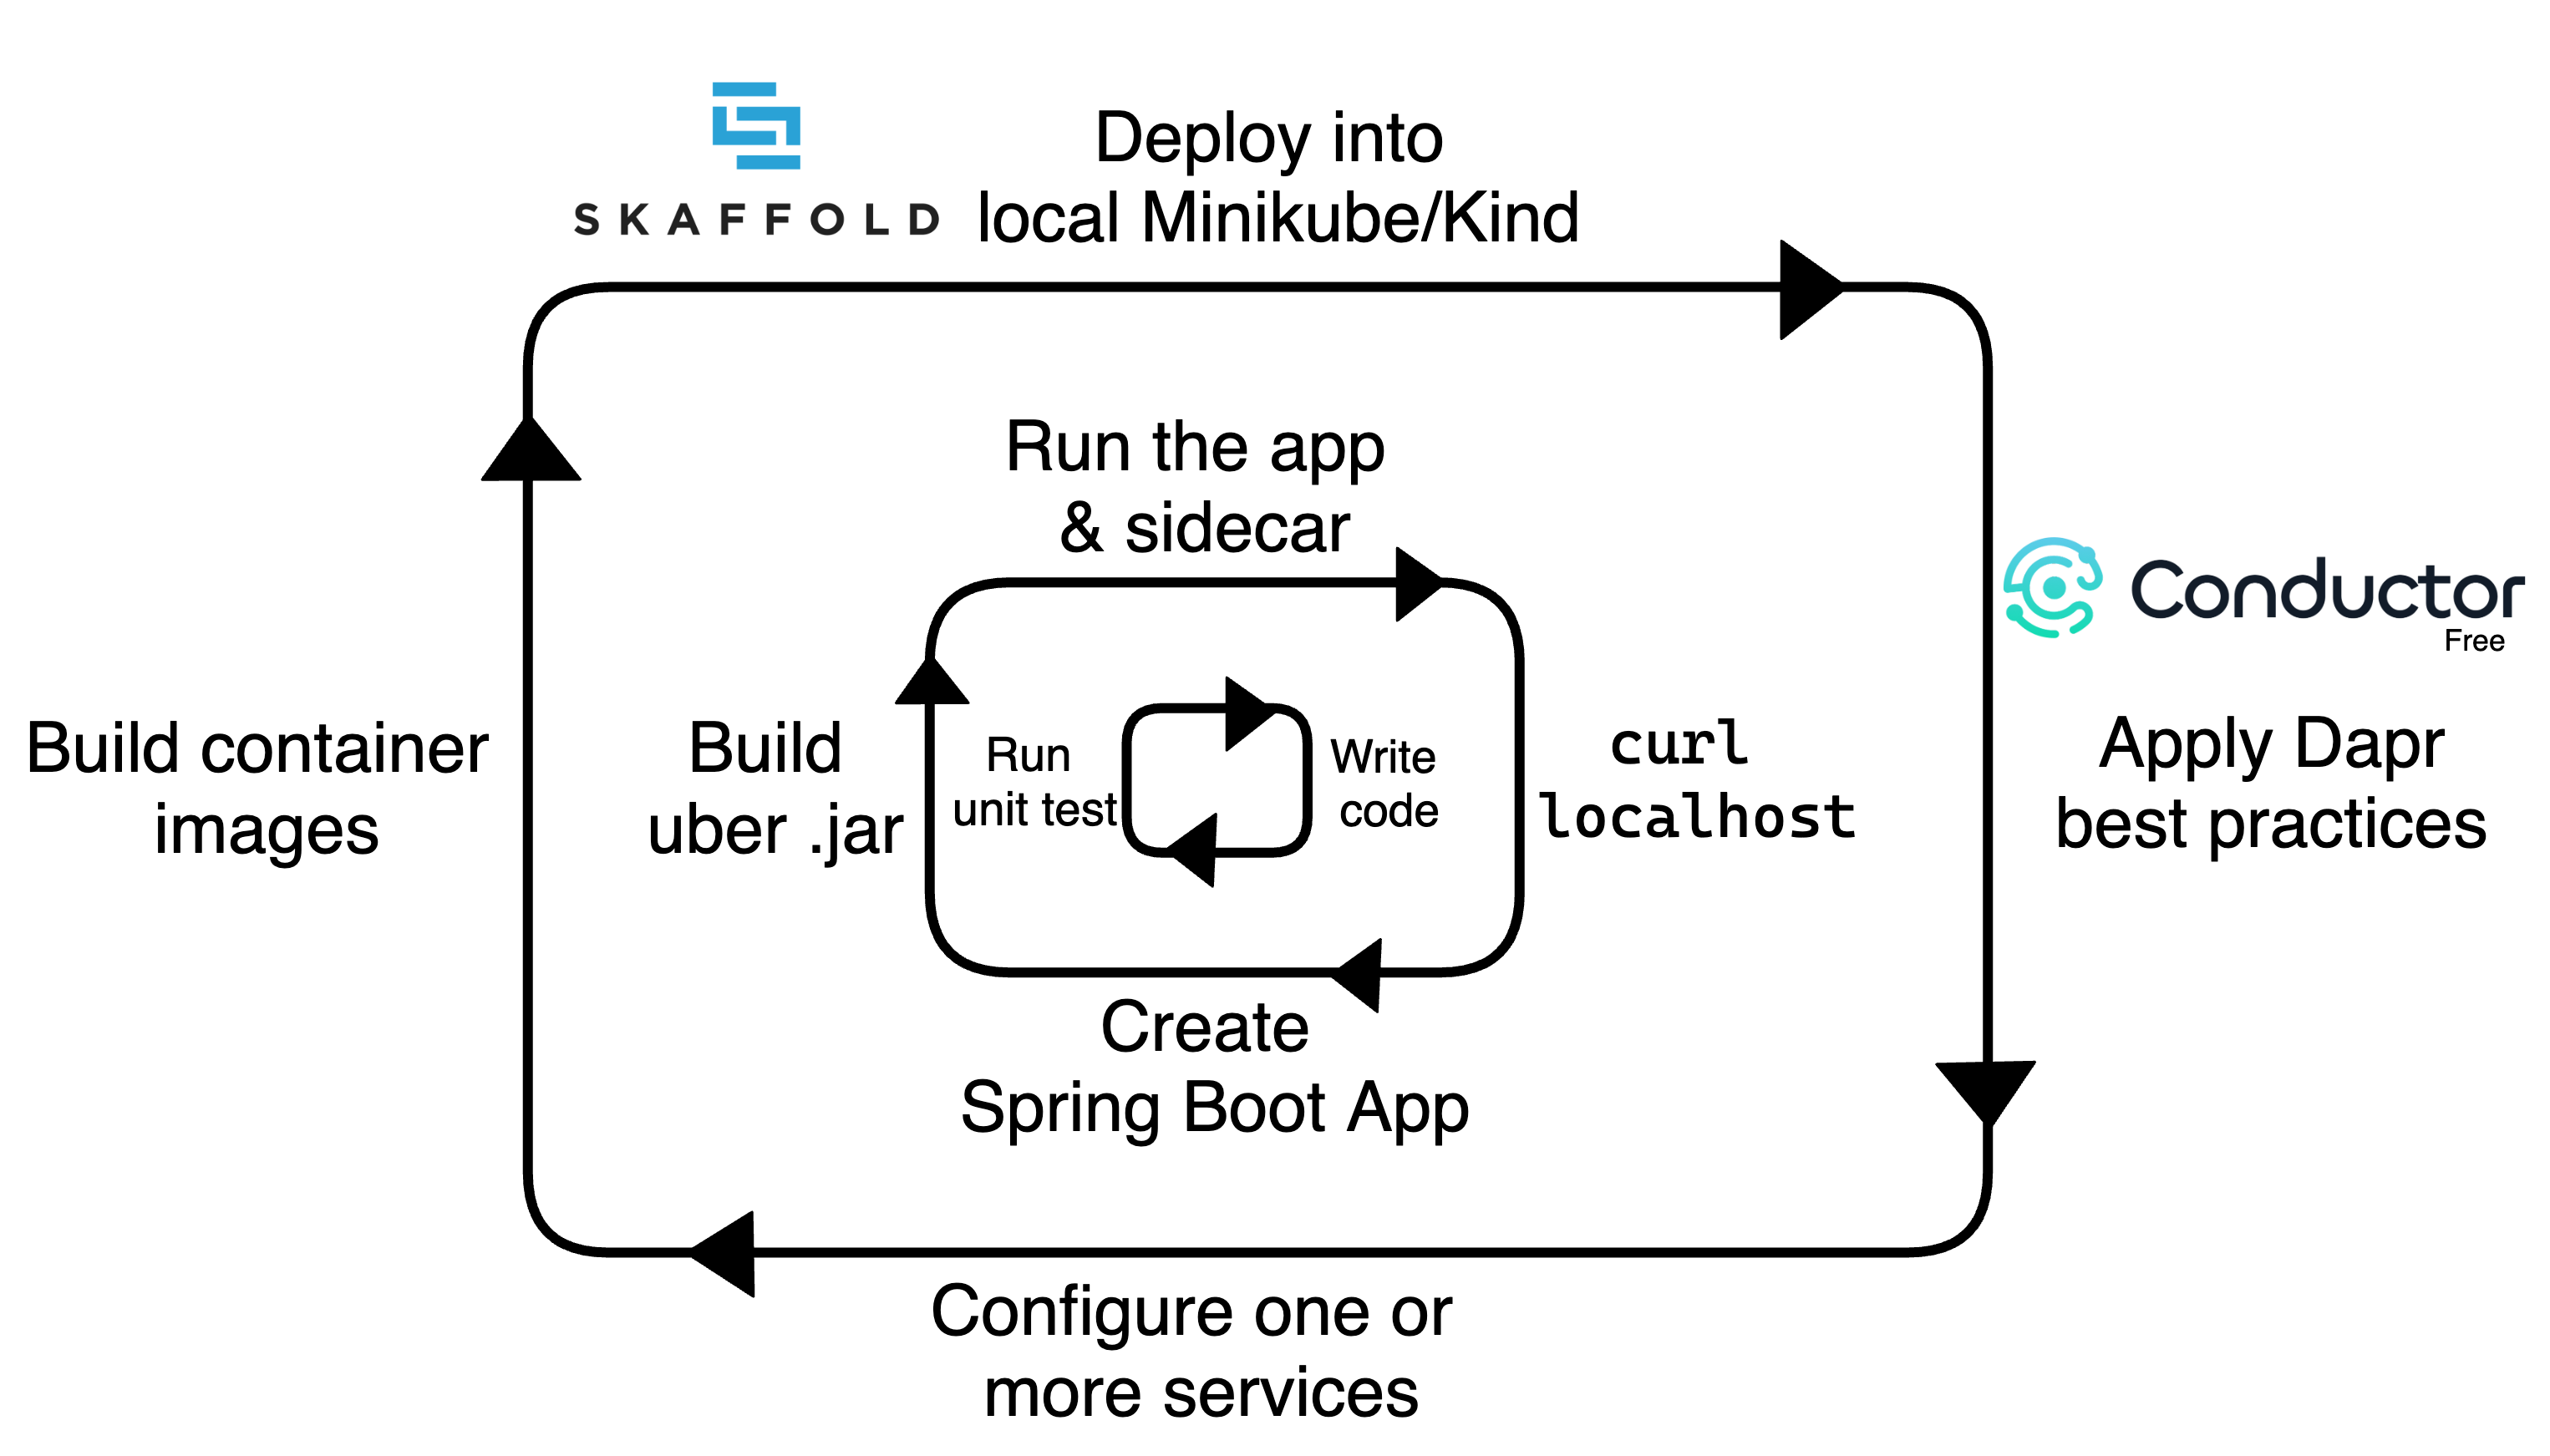 SKAFFOLD
Deploy into
local Minikube/Kind
Run the app
& sidecar
Conductor
Free
Build container
images
Build
uber .jar
Run
unit test
Write
code
curl
localhost
Apply Dapr
best practices
Create
Spring Boot App
Configure one or
more services